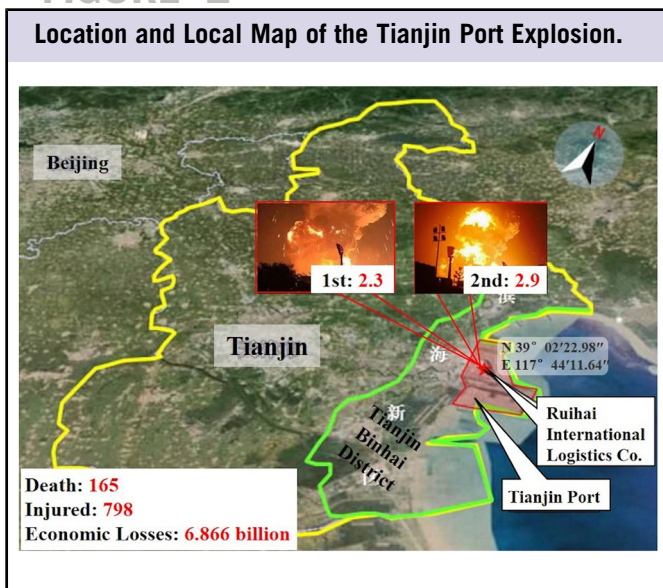 Location and Local Map of the Tianjin Port Explosion.
Beijing
N
1st: 2.3
2nd: 2.9
滨
海
新
Tianjin
N 39° 02′22.98″
E 117° 44′11.64″
Tianjin
Binhai
District
Ruihai
International
Logistics Co.
Tianjin Port
Death: 165
Injured: 798
Economic Losses: 6.866 billion